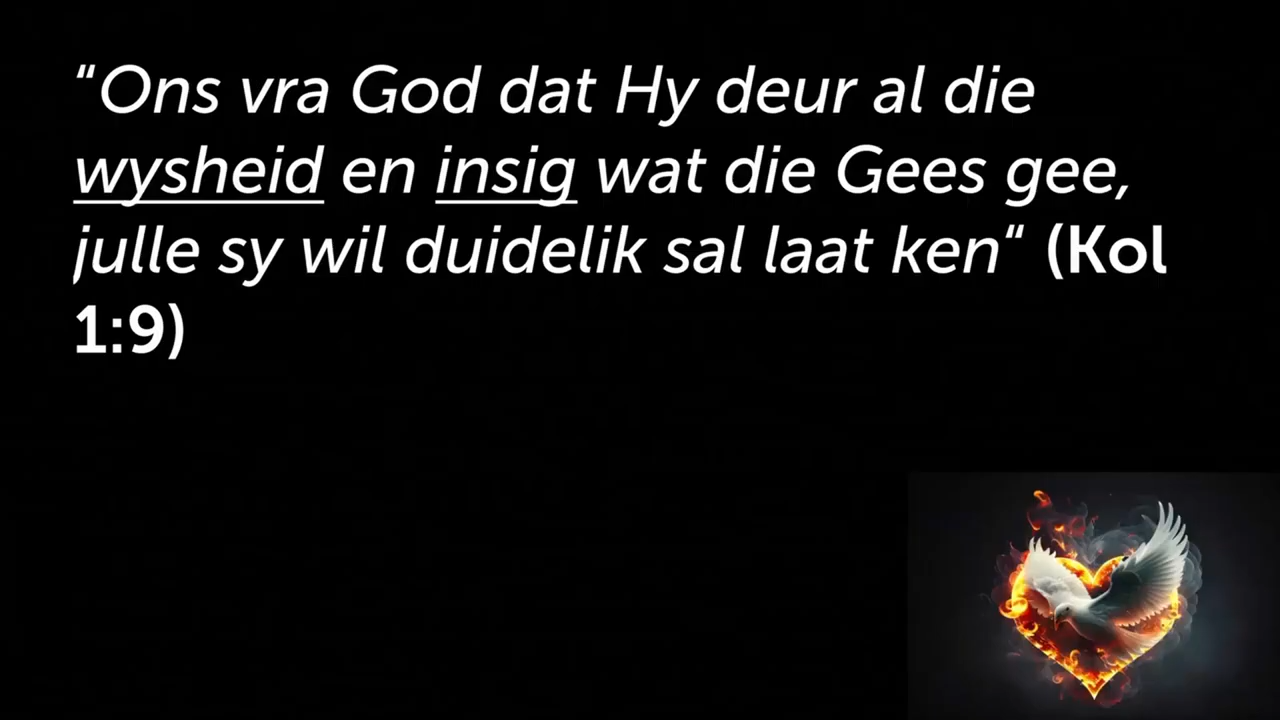 “Ons vra God dat Hy deur al die
wysheid en insig wat die Gees gee,
julle sy wil duidelik sal laat ken“ (Kol
1:9)